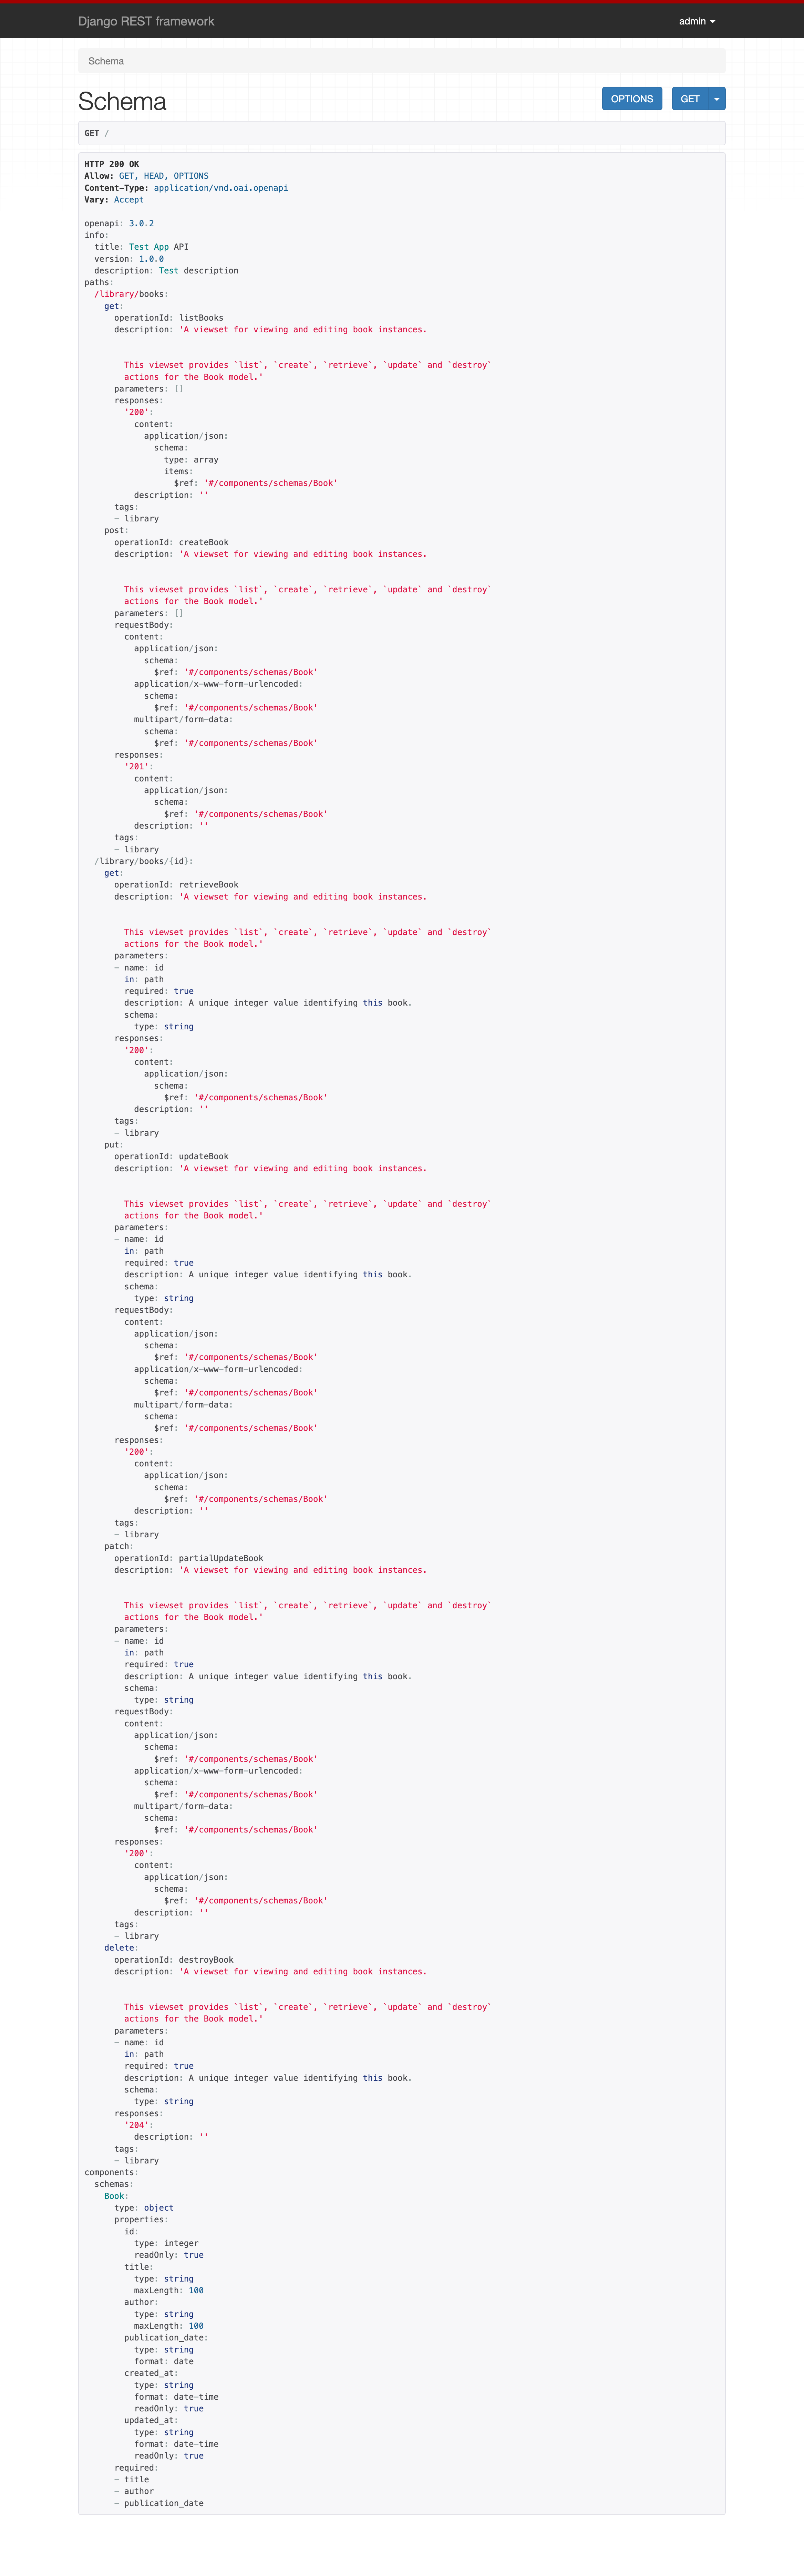 Django REST framework
admin
Schema
Schema
OPTIONS
GET
GET /
HTTP 200 OK
Allow: GET, HEAD, OPTIONS
Content-Type: application/vnd.oai.openapi
Vary: Accept
openapi: 3.0.2
info:
  title: Test App API
  version: 1.0.0
  description: Test description
paths:
  /library/books:
    get:
      operationId: listBooks
      description: 'A viewset for viewing and editing book instances.
        This viewset provides `list`, `create`, `retrieve`, `update` and `destroy`
        actions for the Book model.'
      parameters: []
      responses:
        '200':
          content:
            application/json:
              schema:
                type: array
                items:
                  $ref: '#/components/schemas/Book'
          description: ''
      tags:
      - library
    post:
      operationId: createBook
      description: 'A viewset for viewing and editing book instances.
        This viewset provides `list`, `create`, `retrieve`, `update` and `destroy`
        actions for the Book model.'
      parameters: []
      requestBody:
        content:
          application/json:
            schema:
              $ref: '#/components/schemas/Book'
          application/x-www-form-urlencoded:
            schema:
              $ref: '#/components/schemas/Book'
          multipart/form-data:
            schema:
              $ref: '#/components/schemas/Book'
      responses:
        '201':
          content:
            application/json:
              schema:
                $ref: '#/components/schemas/Book'
          description: ''
      tags:
      - library
  /library/books/{id}:
    get:
      operationId: retrieveBook
      description: 'A viewset for viewing and editing book instances.
        This viewset provides `list`, `create`, `retrieve`, `update` and `destroy`
        actions for the Book model.'
      parameters:
      - name: id
        in: path
        required: true
        description: A unique integer value identifying this book.
        schema:
          type: string
      responses:
        '200':
          content:
            application/json:
              schema:
                $ref: '#/components/schemas/Book'
          description: ''
      tags:
      - library
    put:
      operationId: updateBook
      description: 'A viewset for viewing and editing book instances.
        This viewset provides `list`, `create`, `retrieve`, `update` and `destroy`
        actions for the Book model.'
      parameters:
      - name: id
        in: path
        required: true
        description: A unique integer value identifying this book.
        schema:
          type: string
      requestBody:
        content:
          application/json:
            schema:
              $ref: '#/components/schemas/Book'
          application/x-www-form-urlencoded:
            schema:
              $ref: '#/components/schemas/Book'
          multipart/form-data:
            schema:
              $ref: '#/components/schemas/Book'
      responses:
        '200':
          content:
            application/json:
              schema:
                $ref: '#/components/schemas/Book'
          description: ''
      tags:
      - library
    patch:
      operationId: partialUpdateBook
      description: 'A viewset for viewing and editing book instances.
        This viewset provides `list`, `create`, `retrieve`, `update` and `destroy`
        actions for the Book model.'
      parameters:
      - name: id
        in: path
        required: true
        description: A unique integer value identifying this book.
        schema:
          type: string
      requestBody:
        content:
          application/json:
            schema:
              $ref: '#/components/schemas/Book'
          application/x-www-form-urlencoded:
            schema:
              $ref: '#/components/schemas/Book'
          multipart/form-data:
            schema:
              $ref: '#/components/schemas/Book'
      responses:
        '200':
          content:
            application/json:
              schema:
                $ref: '#/components/schemas/Book'
          description: ''
      tags:
      - library
    delete:
      operationId: destroyBook
      description: 'A viewset for viewing and editing book instances.
        This viewset provides `list`, `create`, `retrieve`, `update` and `destroy`
        actions for the Book model.'
      parameters:
      - name: id
        in: path
        required: true
        description: A unique integer value identifying this book.
        schema:
          type: string
      responses:
        '204':
          description: ''
      tags:
      - library
components:
  schemas:
    Book:
      type: object
      properties:
        id:
          type: integer
          readOnly: true
        title:
          type: string
          maxLength: 100
        author:
          type: string
          maxLength: 100
        publication_date:
          type: string
          format: date
        created_at:
          type: string
          format: date-time
          readOnly: true
        updated_at:
          type: string
          format: date-time
          readOnly: true
      required:
      - title
      - author
      - publication_date